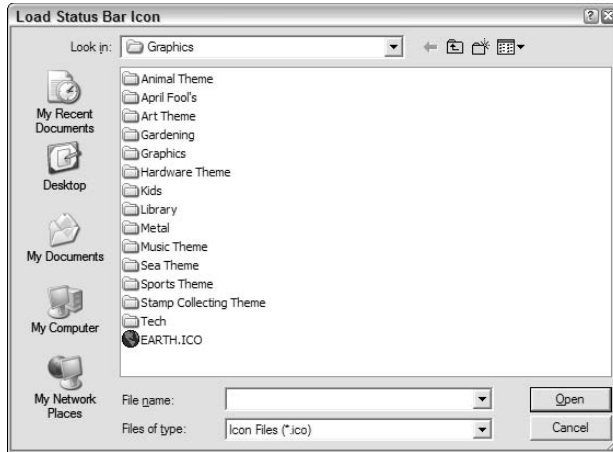 Load Status Bar Icon
Look in: Graphics
My Recent
Documents
Desktop
My Documents
My Computer
My Network
Places
Animal Theme
April Fool's
Art Theme
Gardening
Graphics
Hardware Theme
Kids
Library
Metal
Music Theme
Sea Theme
Sports Theme
Stamp Collecting Theme
Tech
EARTH.ICO
File name:
Open
Files of type: Icon Files (*.ico)
Cancel